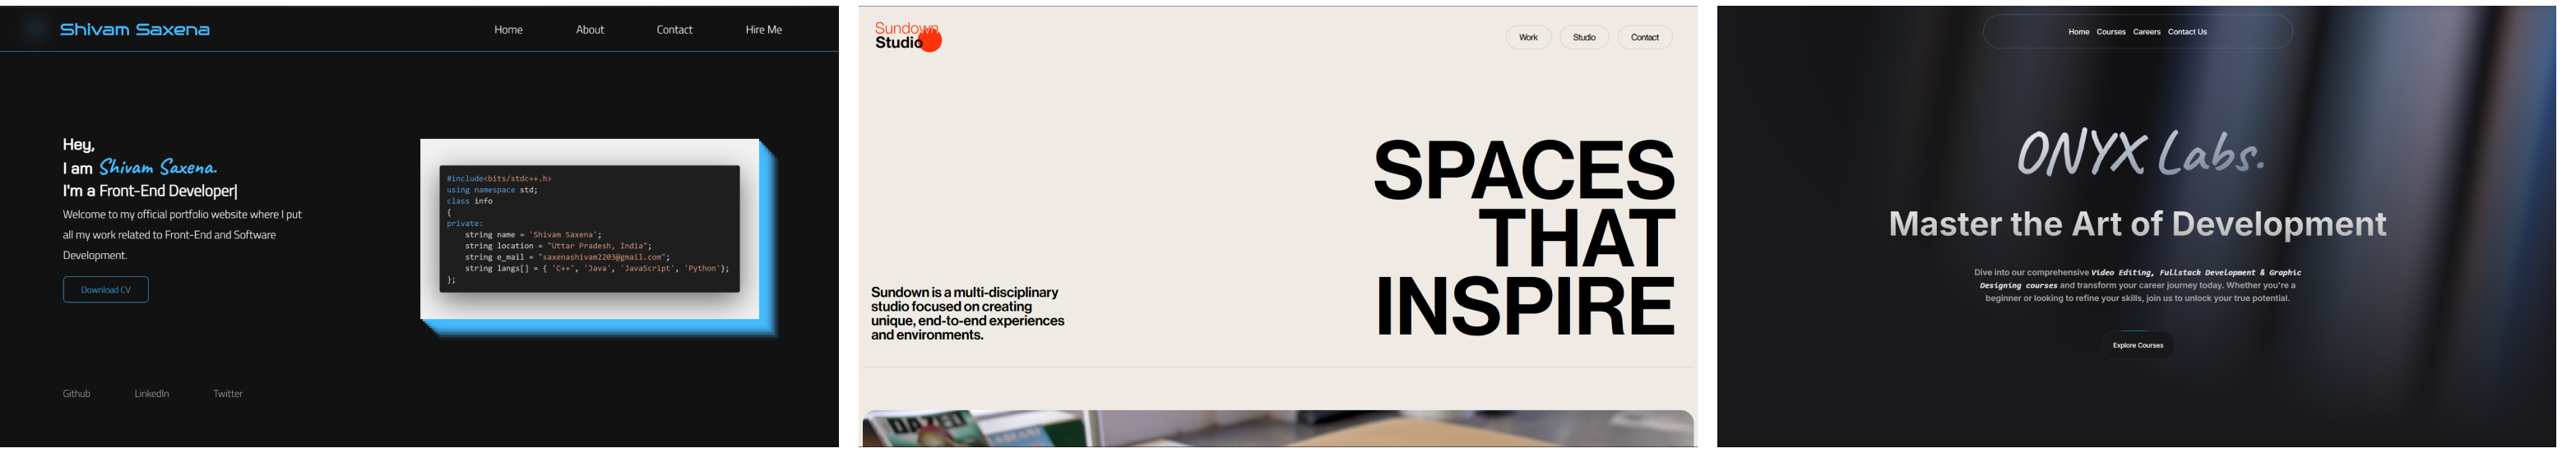 Shivam Saxena
Home
About
Contact
Hire Me
Hey,
I am Shivam Saxena.
I'm a Front-End Developer|
Welcome to my official portfolio website where I put
all my work related to Front-End and Software
Development.
Download CV
#include<bits/stdc++.h>
using namespace std;
class info
{
private:
string name = 'Shivam Saxena';
string location = "Uttar Pradesh, India";
string e_mail = "saxenashivam2203@gmail.com";
string langs[] = { 'C++', 'Java', 'JavaScript', 'Python'};
};
Github
LinkedIn
Twitter
Sundown
Studio
Work
Studio
Contact
SPACES
THAT
INSPIRE
Sundown is a multi-disciplinary
studio focused on creating
unique, end-to-end experiences
and environments.
DAZED
Home
Courses
Careers
Contact Us
ONYX Labs.
Master the Art of Development
Dive into our comprehensive Video Editing, Fullstack Development & Graphic
Designing courses and transform your career journey today. Whether you're a
beginner or looking to refine your skills, join us to unlock your true potential.
Explore Courses